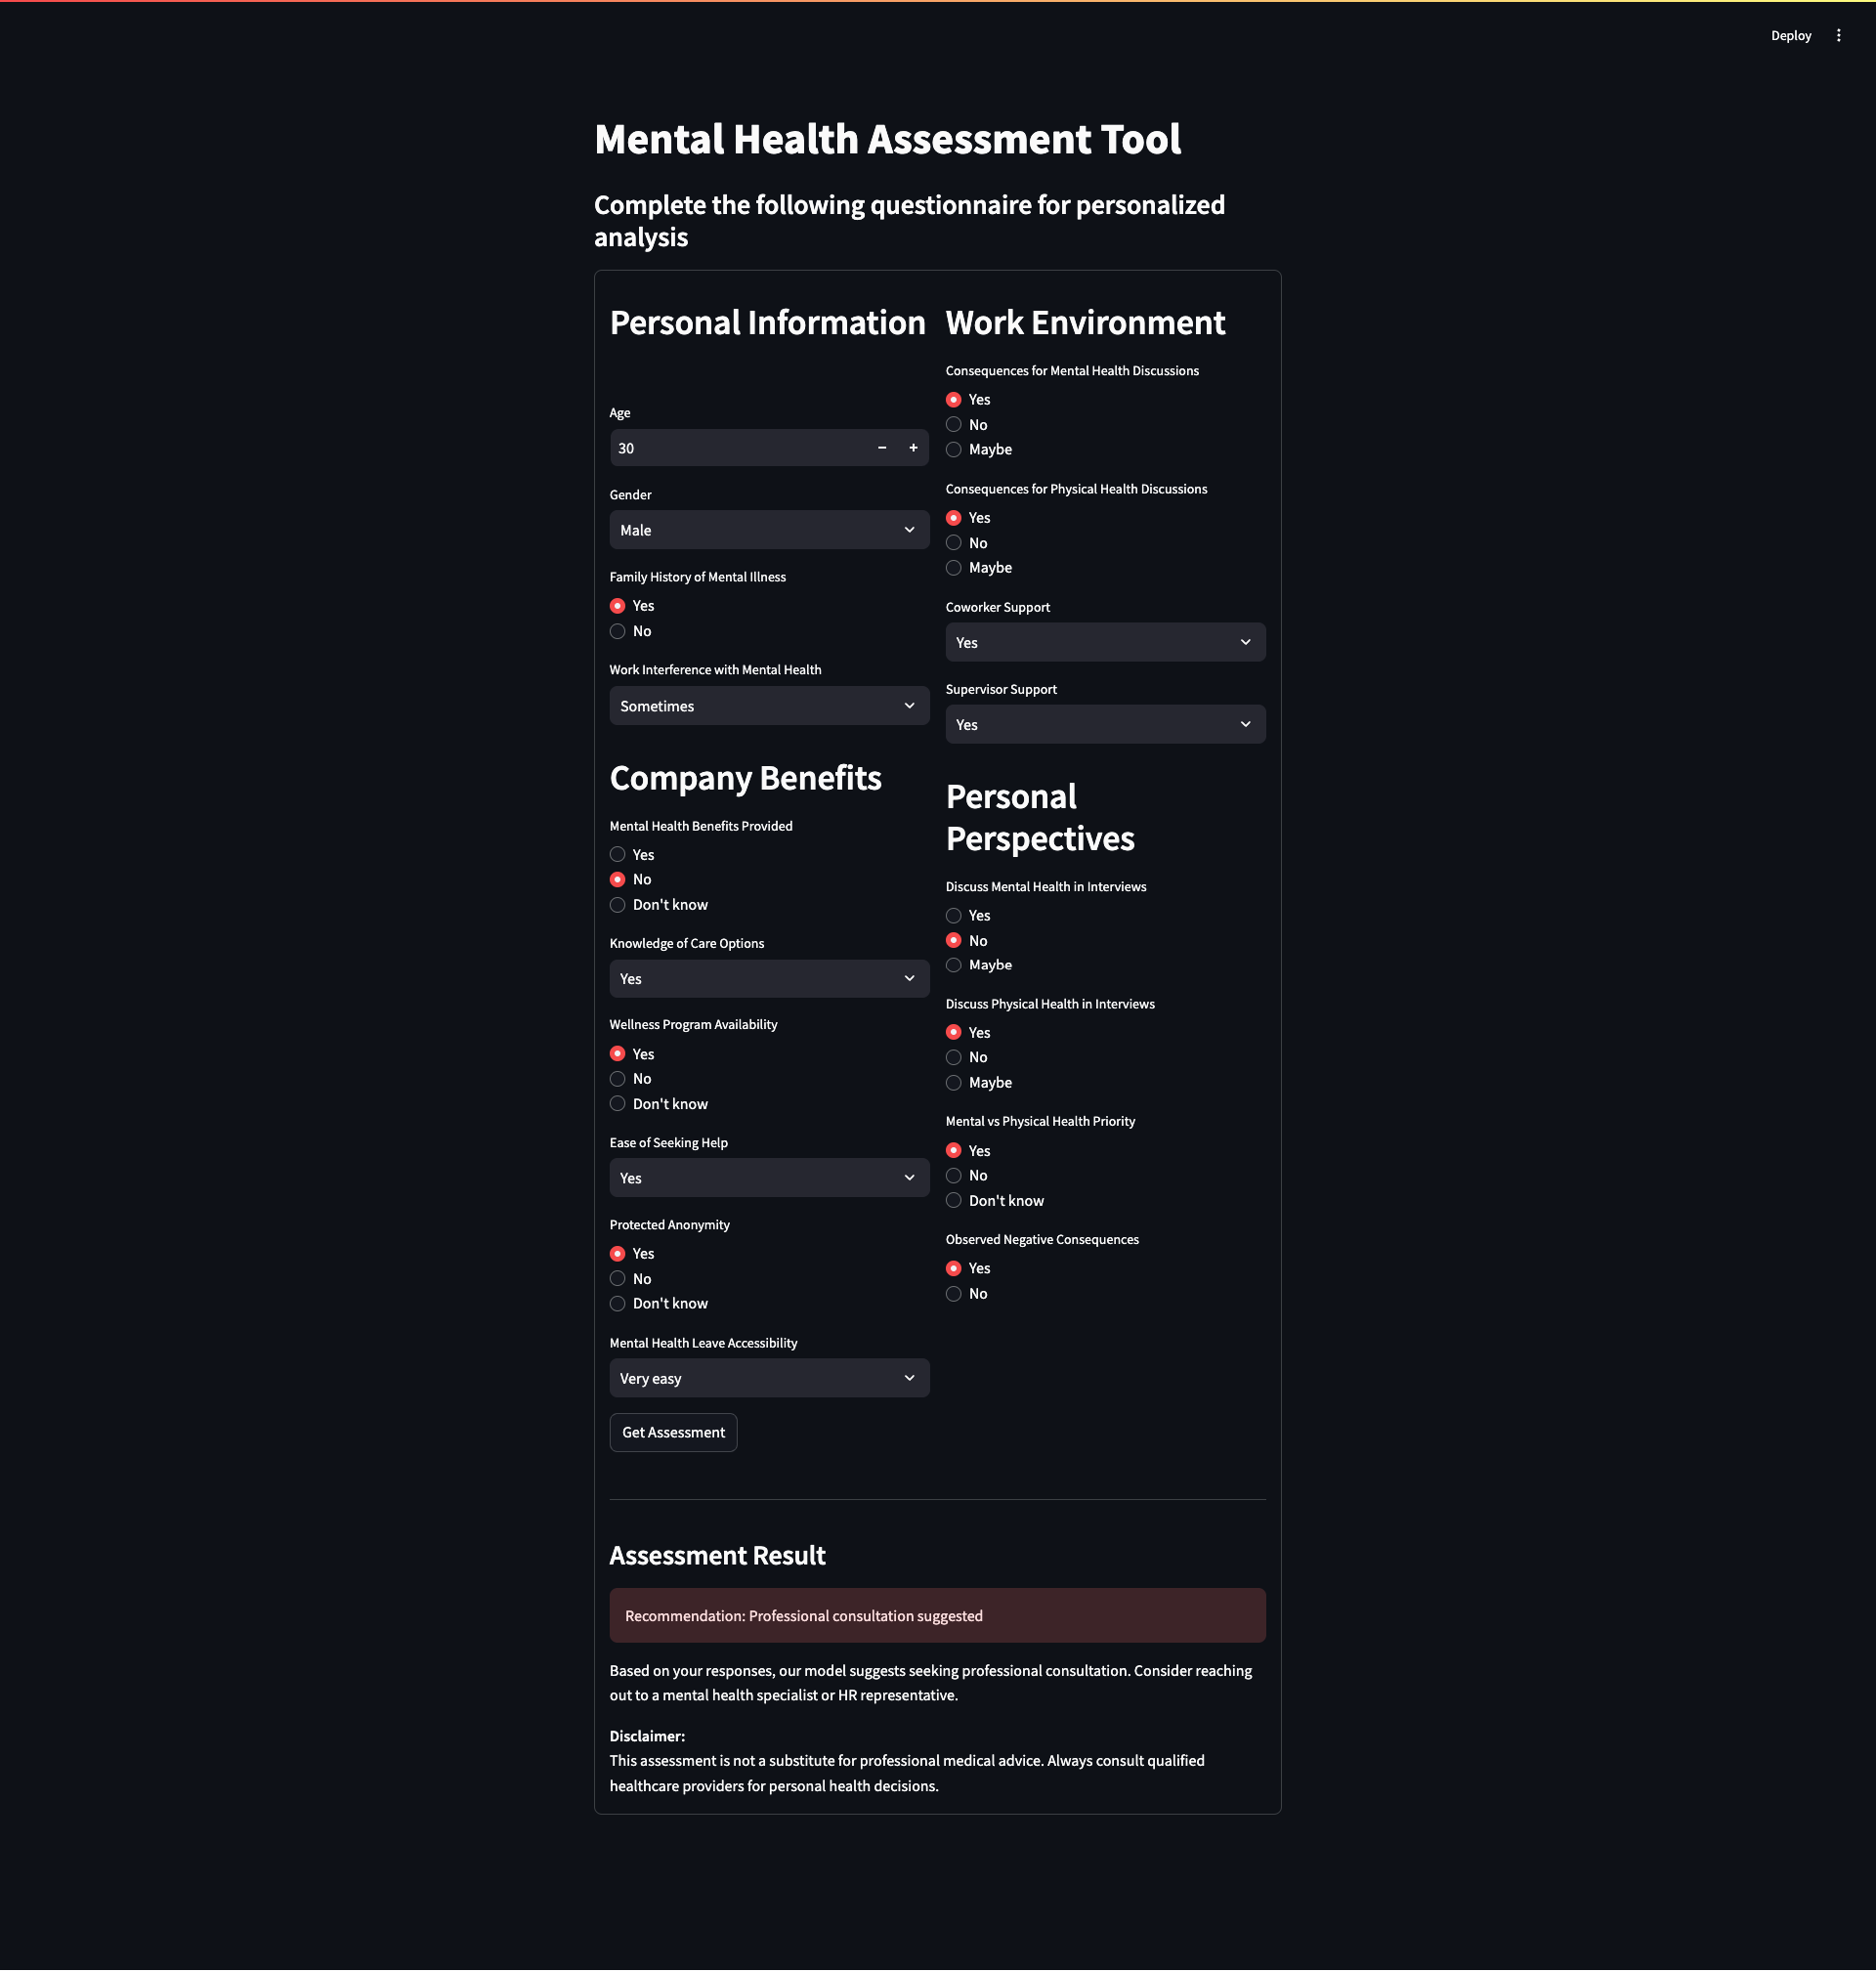 Deploy
Mental Health Assessment Tool
Complete the following questionnaire for personalized
analysis
Personal Information
Age
30
Gender
Male
Family History of Mental Illness
Yes
No
Work Interference with Mental Health
Sometimes
Company Benefits
Mental Health Benefits Provided
Yes
No
Don't know
Knowledge of Care Options
Yes
Wellness Program Availability
Yes
No
Don't know
Ease of Seeking Help
Yes
Protected Anonymity
Yes
No
Don't know
Mental Health Leave Accessibility
Very easy
Get Assessment
Work Environment
Consequences for Mental Health Discussions
Yes
No
Maybe
Consequences for Physical Health Discussions
Yes
No
Maybe
Coworker Support
Yes
Supervisor Support
Yes
Personal
Perspectives
Discuss Mental Health in Interviews
Yes
No
Maybe
Discuss Physical Health in Interviews
Yes
No
Maybe
Mental vs Physical Health Priority
Yes
No
Don't know
Observed Negative Consequences
Yes
No
Assessment Result
Recommendation: Professional consultation suggested
Based on your responses, our model suggests seeking professional consultation. Consider reaching
out to a mental health specialist or HR representative.
Disclaimer:
This assessment is not a substitute for professional medical advice. Always consult qualified
healthcare providers for personal health decisions.